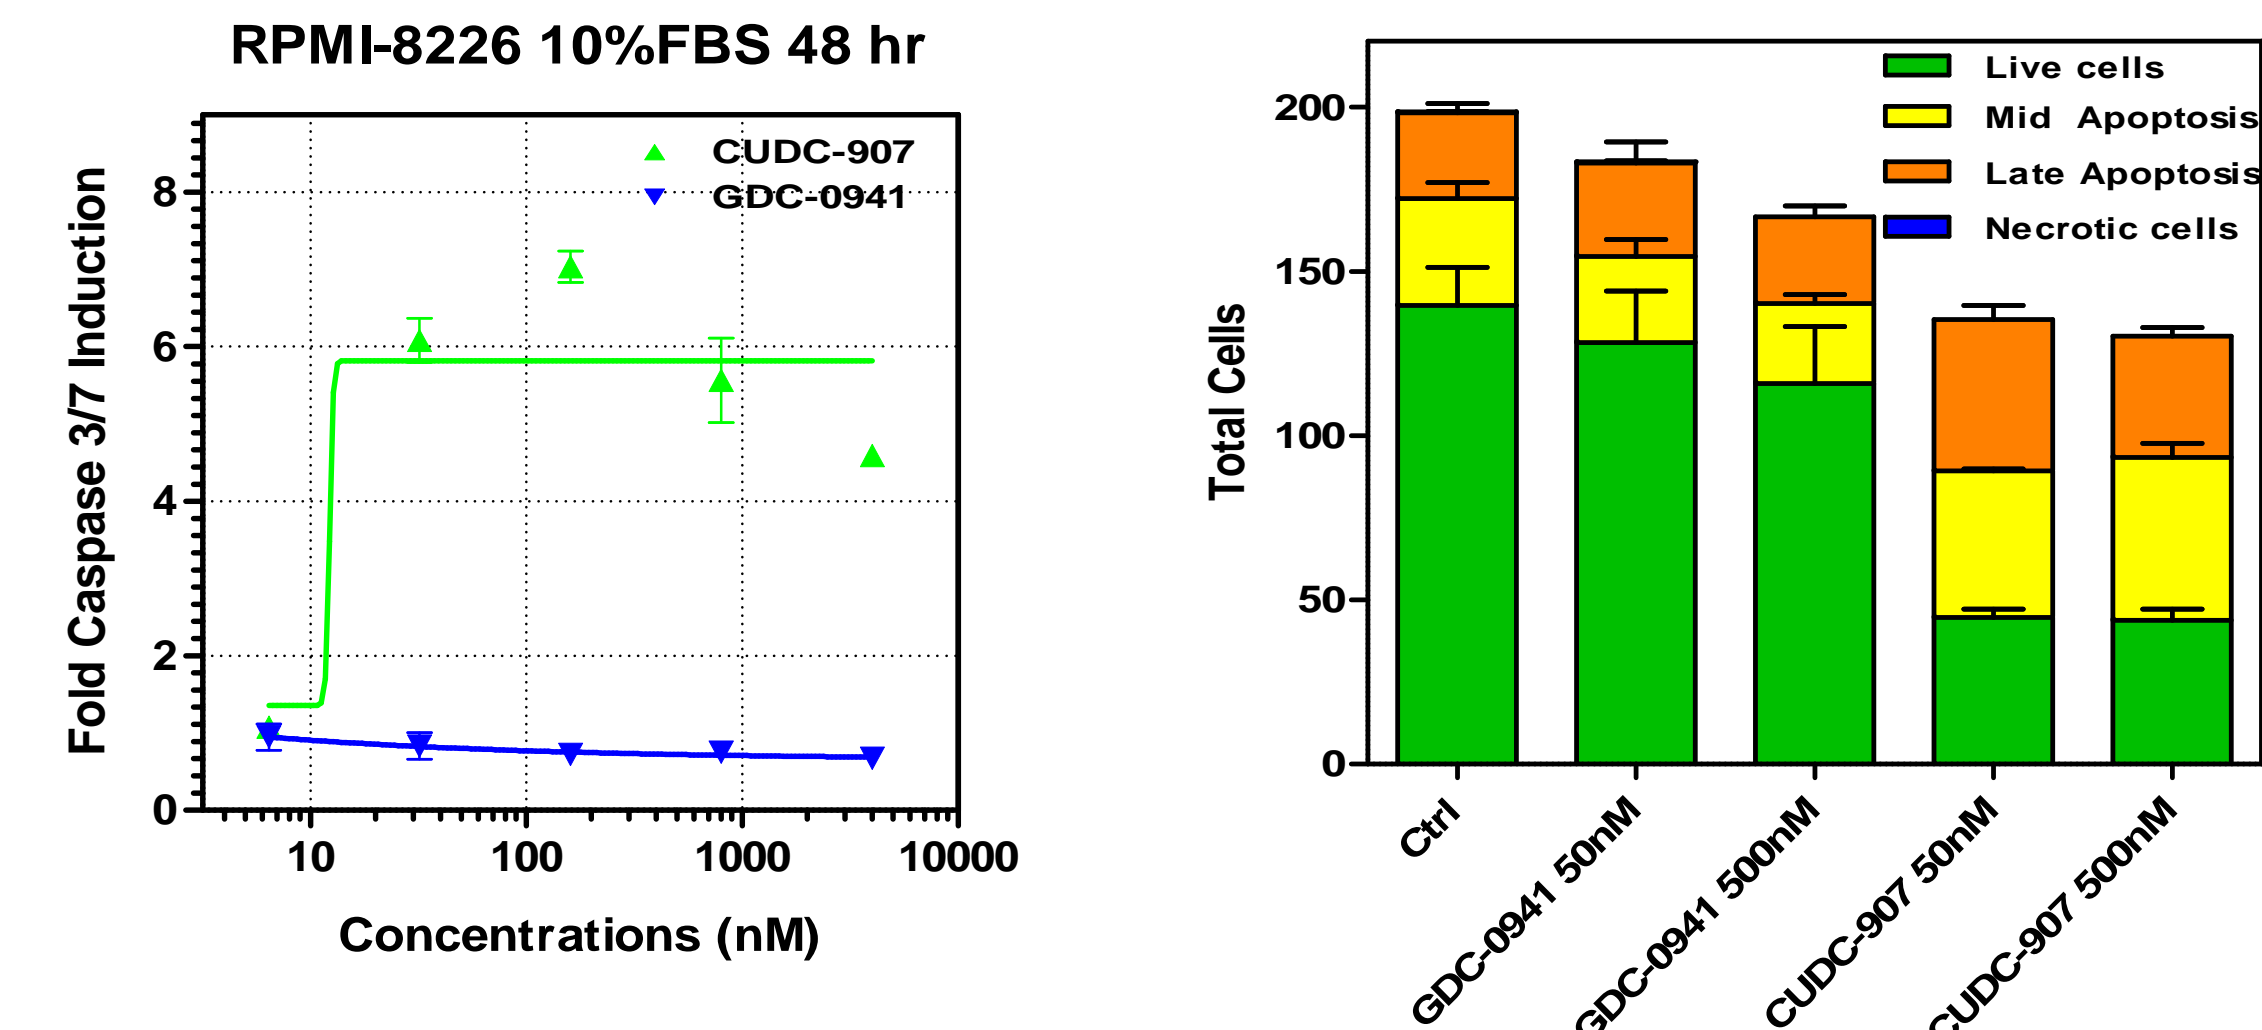 RPMI-8226 10%FBS 48 hr
Fold Caspase 3/7 Induction
8
6
4
2
0
CUDC-907
GDC-0941
10
100
1000
10000
Concentrations (nM)
Total Cells
200
150
100
50
0
Live cells
Mid Apoptosis
Late Apoptosis
Necrotic cells
Ctrl
GDC-0941 50nM
GDC-0941 500nM
CUDC-907 50nM
CUDC-907 500nM